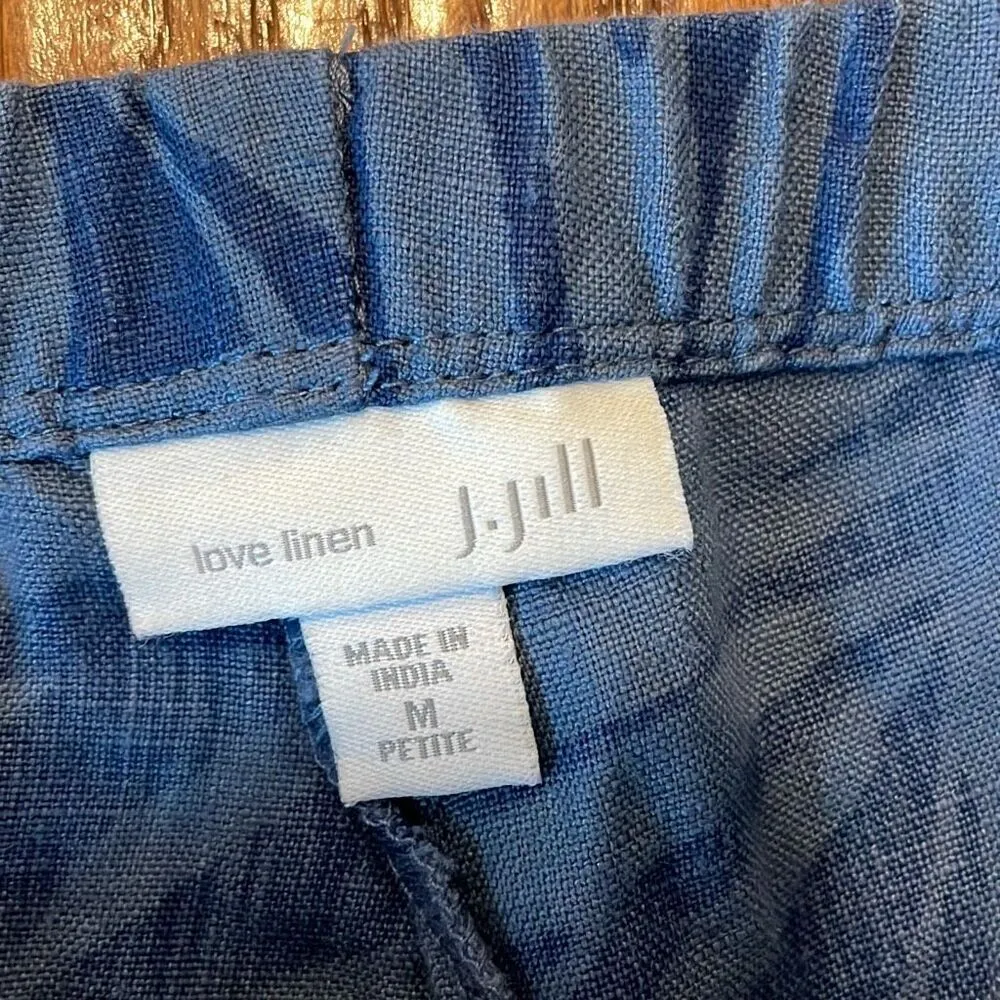 love linen J.Jill
MADE IN
INDIA
M
PETITE